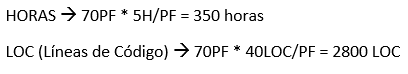 HORAS → 70PF * 5H/PF = 350 horas
LOC (Líneas de Código) → 70PF * 40LOC/PF = 2800 LOC